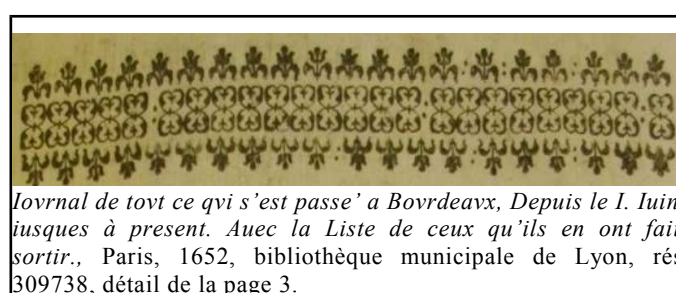 Iovrnal de tovt ce qvi s’est passe’ a Bovrdeavx, Depuis le I. Iuin
iusques à present. Auec la Liste de ceux qu’ils en ont fait
sortir., Paris, 1652, bibliothèque municipale de Lyon, rés
309738, détail de la page 3.